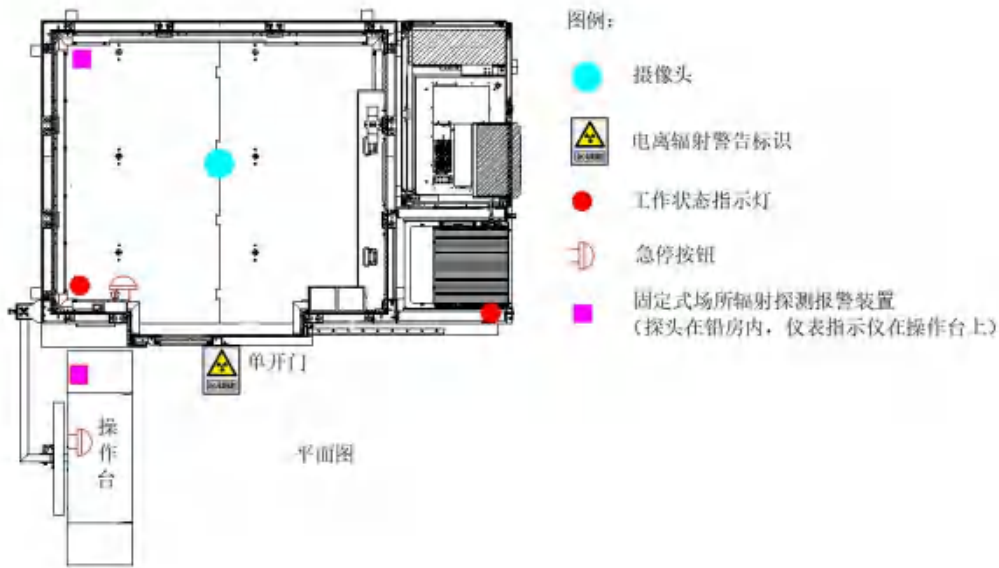 图例：
摄像头
电离辐射警告标识
工作状态指示灯
急停按钮
固定式场所辐射探测报警装置
（探头在铅房内，仪表指示仪在操作台上）
单开门
操作台
平面图